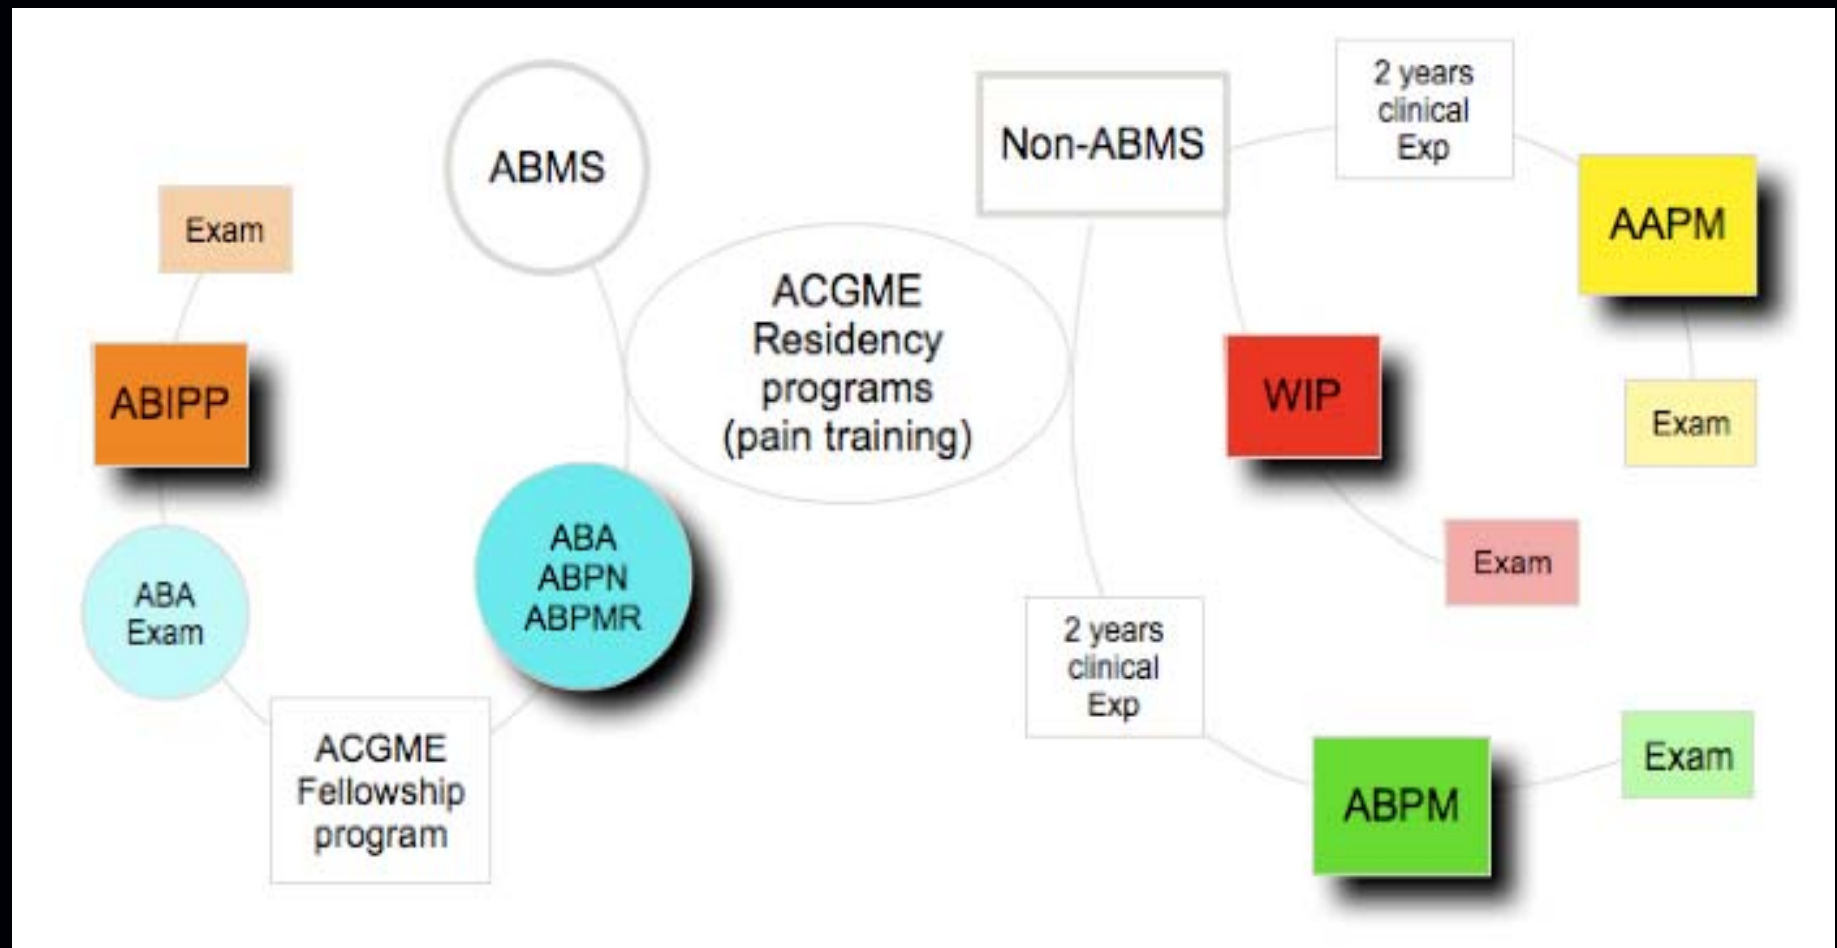 ABMS
Exam
ABIPP
ABA
Exam
ACGME
Fellowship
program
ABA
ABPN
ABPMR
ACGME
Residency
programs
(pain training)
Non-ABMS
2 years
clinical
Exp
AAPM
Exam
WIP
Exam
2 years
clinical
Exp
ABPM
Exam